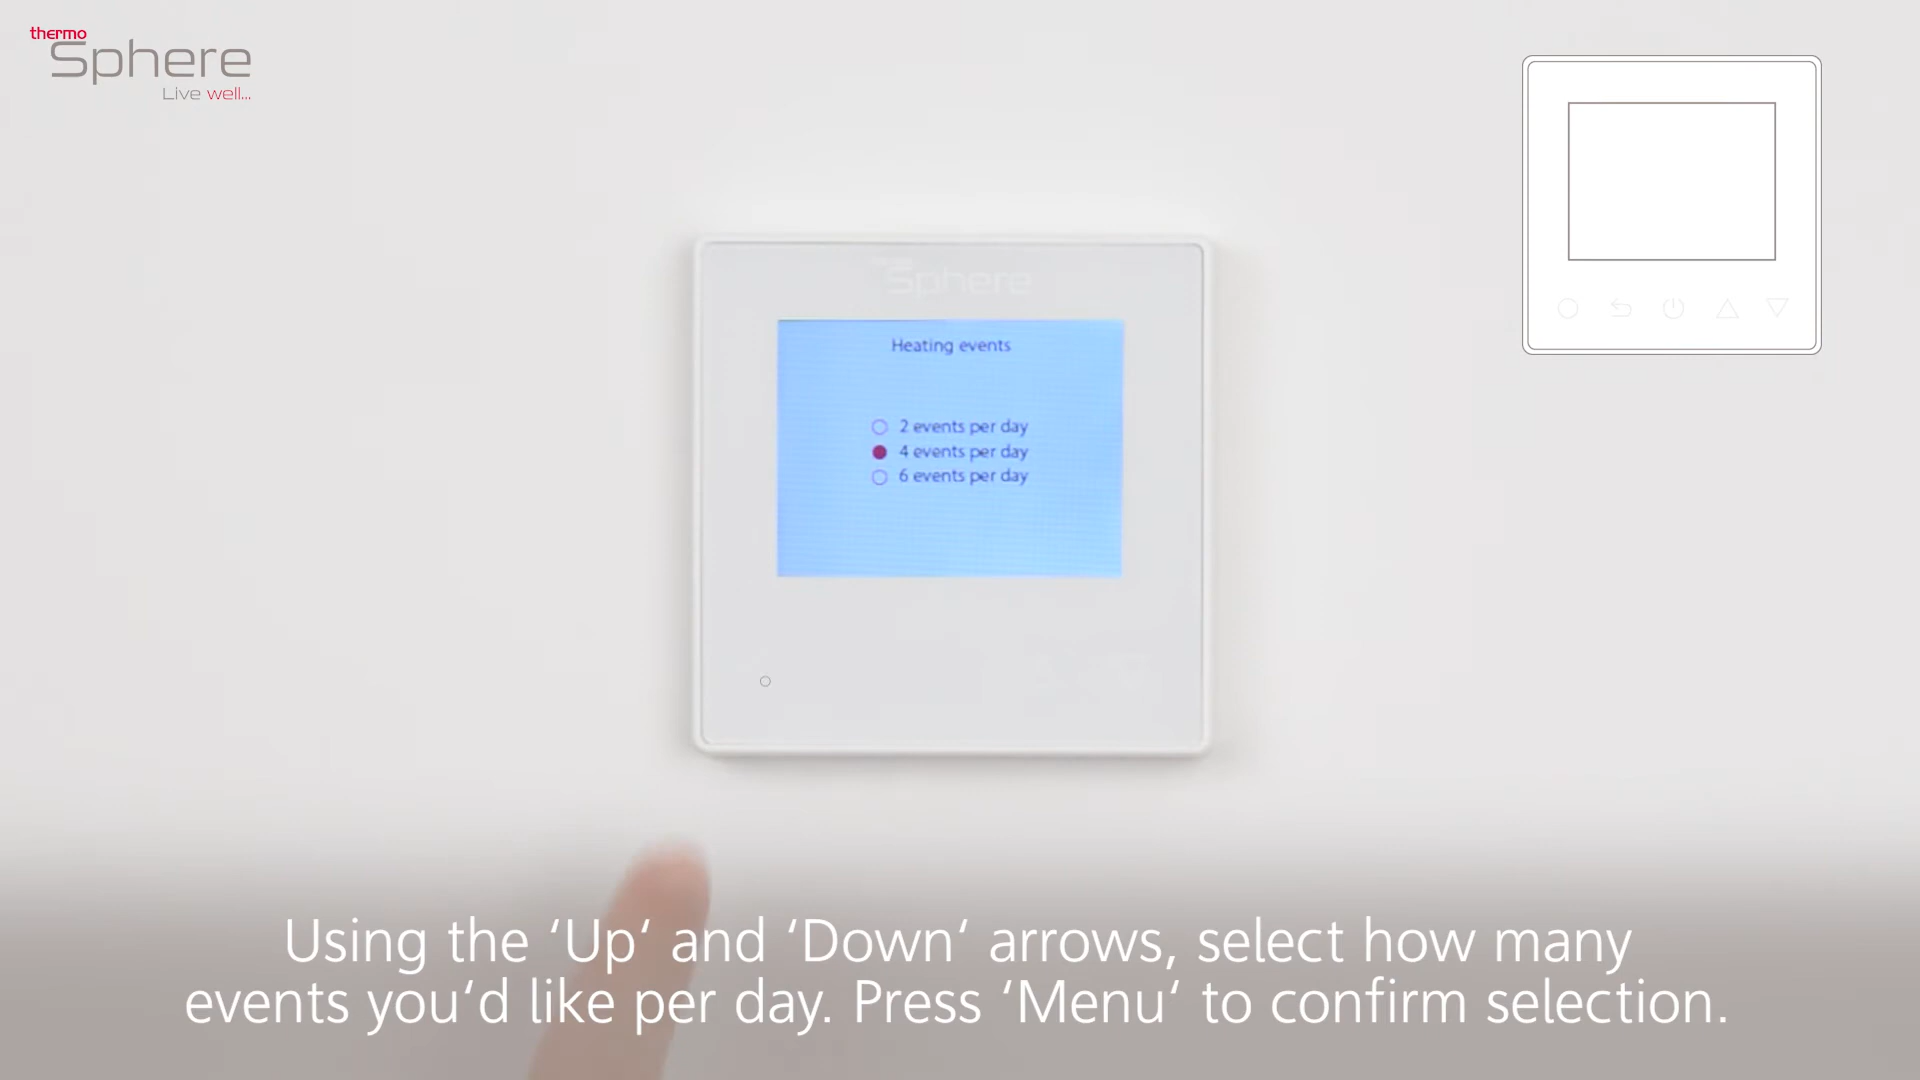 thermo
Sphere
Live well...
Sphere
Heating events
2 events per day
4 events per day
6 events per day
Using the ‘Up‘ and ‘Down‘ arrows, select how many
events you‘d like per day. Press ‘Menu‘ to confirm selection.